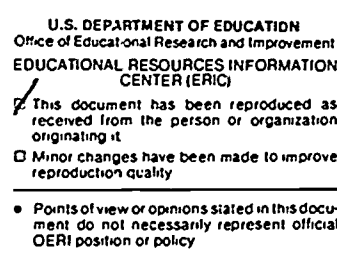 U.S. DEPARTMENT OF EDUCATION
Office of Educational Research and Improvement
EDUCATIONAL RESOURCES INFORMATION
CENTER (ERIC)
This document has been reproduced as
received from the person or organization
originating it
Minor changes have been made to improve
reproduction quality
• Points of view or opinions stated in this docu-
ment do not necessarily represent official
OERI position or policy